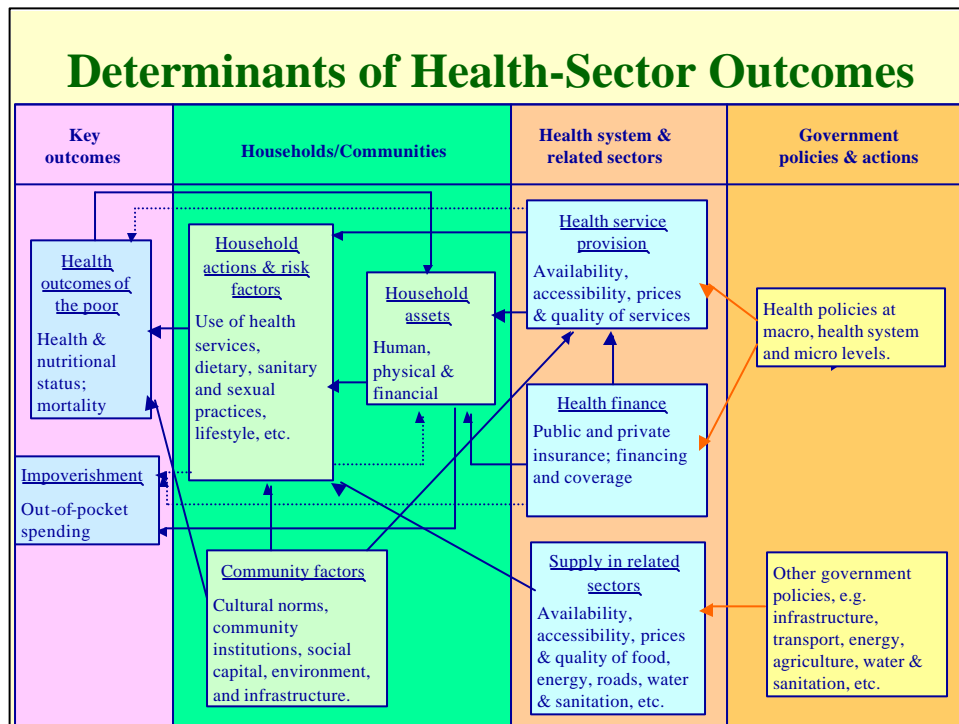 Determinants of Health-Sector Outcomes
Key
outcomes
Households/Communities
Health system &
related sectors
Government
policies & actions
Health
outcomes of
the poor
Health &
nutritional
status;
mortality
Impoverishment
Out-of-pocket
spending
Household
actions & risk
factors
Use of health
services,
dietary, sanitary
and sexual
practices,
lifestyle, etc.
Household
assets
Human,
physical &
financial
Community factors
Cultural norms,
community
institutions, social
capital, environment,
and infrastructure.
Health service
provision
Availability,
accessibility, prices
& quality of services
Health finance
Public and private
insurance; financing
and coverage
Supply in related
sectors
Availability,
accessibility, prices
& quality of food,
energy, roads, water
& sanitation, etc.
Health policies at
macro, health system
and micro levels.
Other government
policies, e.g.
infrastructure,
transport, energy,
agriculture, water &
sanitation, etc.